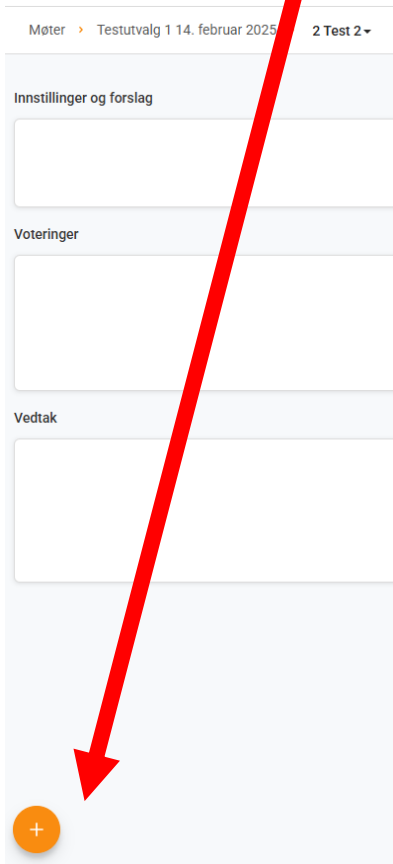 Møter > Testutvalg 1 14. februar 2025 2 Test 2
Innstillinger og forslag
Voteringer
Vedtak
+